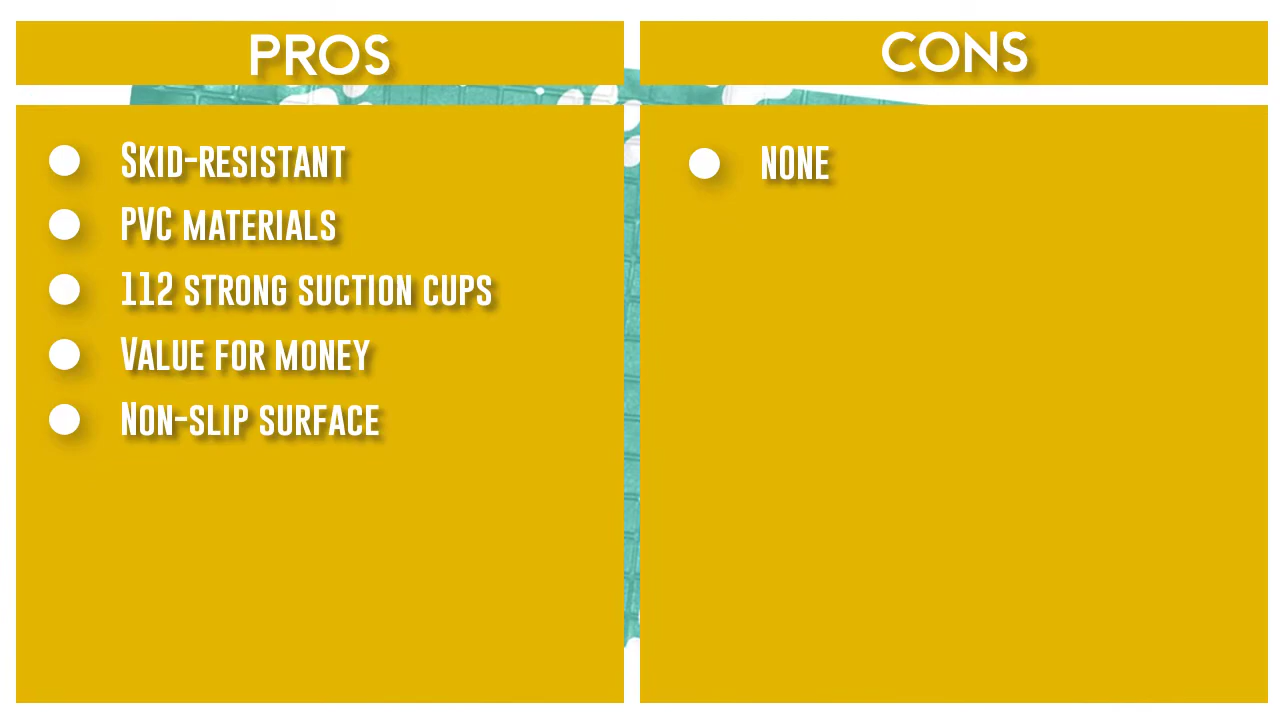 PROS
Skid-resistant
PVC materials
112 strong suction cups
Value for money
Non-slip surface
CONS
NONE